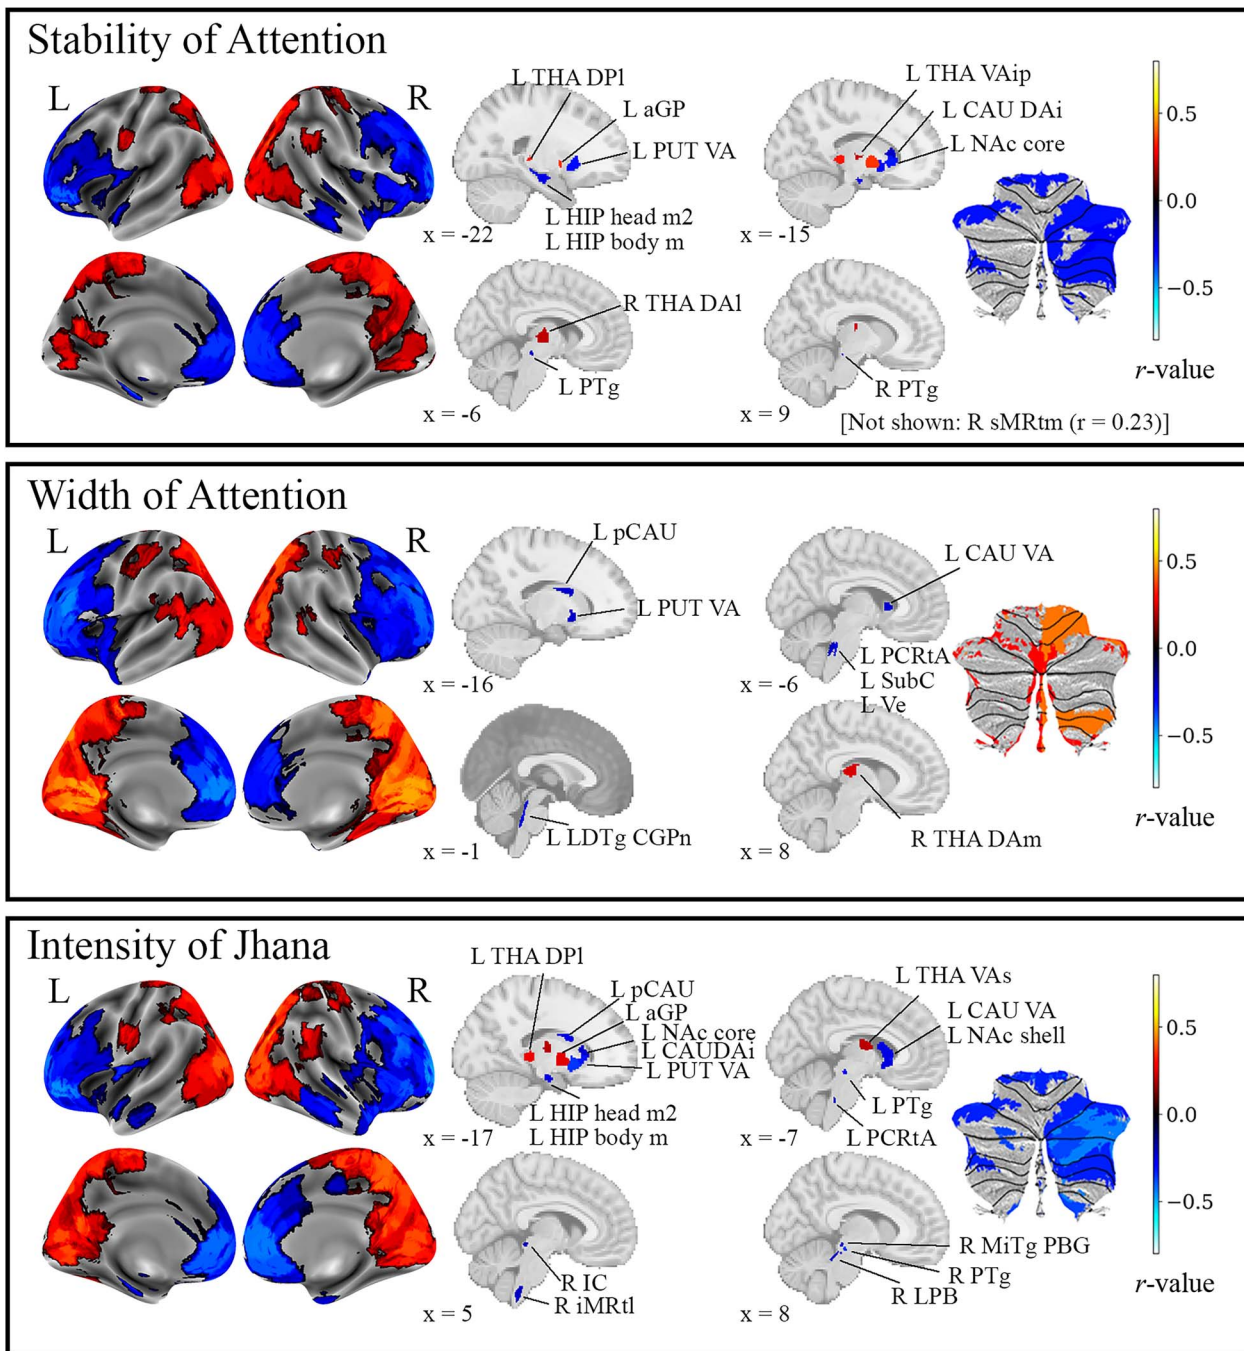 Stability of Attention
L
R
L THA DPl
L aGP
L PUT VA
L HIP head m2
L HIP body m
x = -22
L THA VAip
L CAU DAi
L NAc core
x = -15
R THA DAl
L PTg
x = -6
R PTg
x = 9
[Not shown: R sMRtm (r = 0.23)]
0.5
0.0
−0.5
r-value
Width of Attention
L
R
L pCAU
L PUT VA
x = -16
L CAU VA
L PCRtA
L SubC
L Ve
x = -6
L LDTg CGPn
x = -1
R THA DAm
x = 8
0.5
0.0
−0.5
r-value
Intensity of Jhana
L
R
L THA DPl
L pCAU
L aGP
L NAc core
L CAUDAi
L PUT VA
L HIP head m2
L HIP body m
x = -17
L THA VAs
L CAU VA
L NAc shell
L PTg
L PCRtA
x = -7
R IC
R iMRtl
x = 5
R MiTg PBG
R PTg
R LPB
x = 8
0.5
0.0
−0.5
r-value